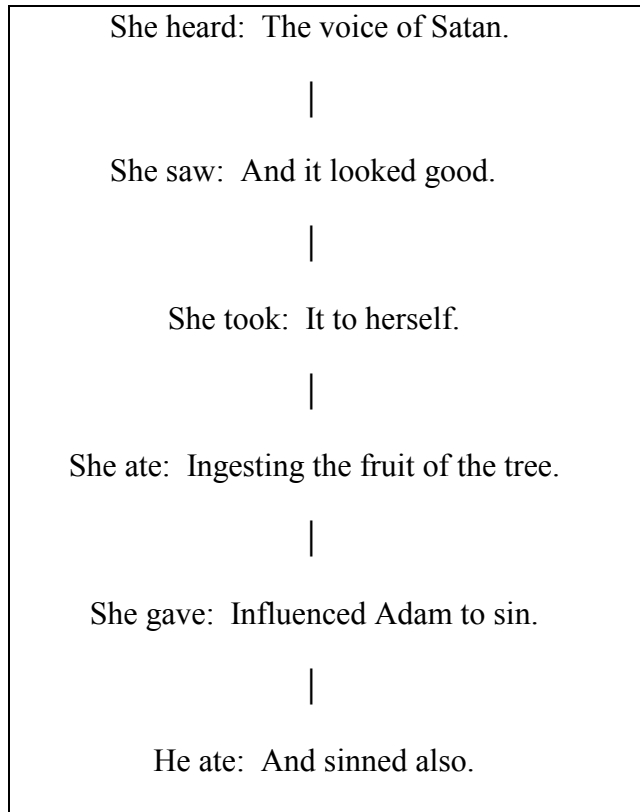 She heard:  The voice of Satan.
She saw:  And it looked good.
She took:  It to herself.
She ate:  Ingesting the fruit of the tree.
She gave:  Influenced Adam to sin.
He ate:  And sinned also.